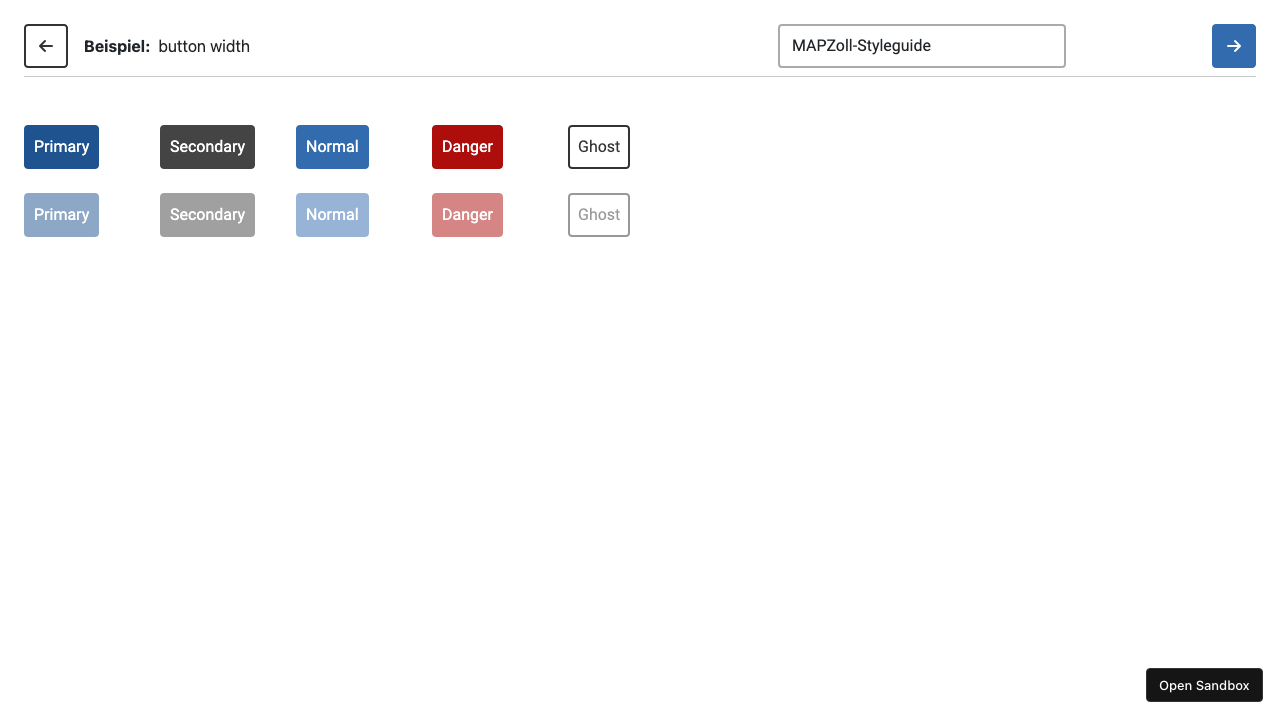 Beispiel: button width
MAPZoll-Styleguide
Primary Secondary Normal Danger Ghost
Primary Secondary Normal Danger Ghost
Open Sandbox